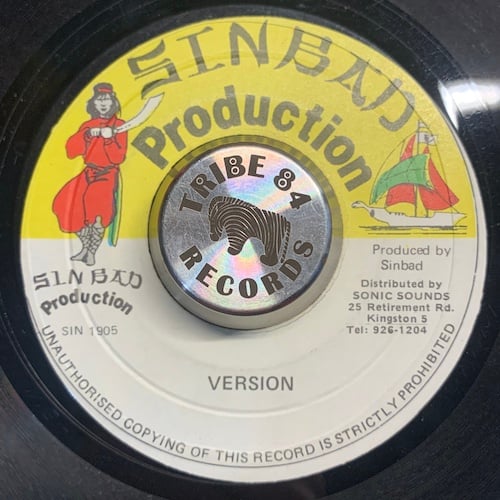 SINBAD
Production
TRIBE 84
RECORDS
SINBAD
Production
SIN 1905
Produced by
Sinbad
Distributed by
SONIC SOUNDS
25 Retirement Rd.
Kingston 5
Tel: 926-1204
VERSION
UNAUTHORISED COPYING OF THIS RECORD IS STRICTLY PROHIBITED